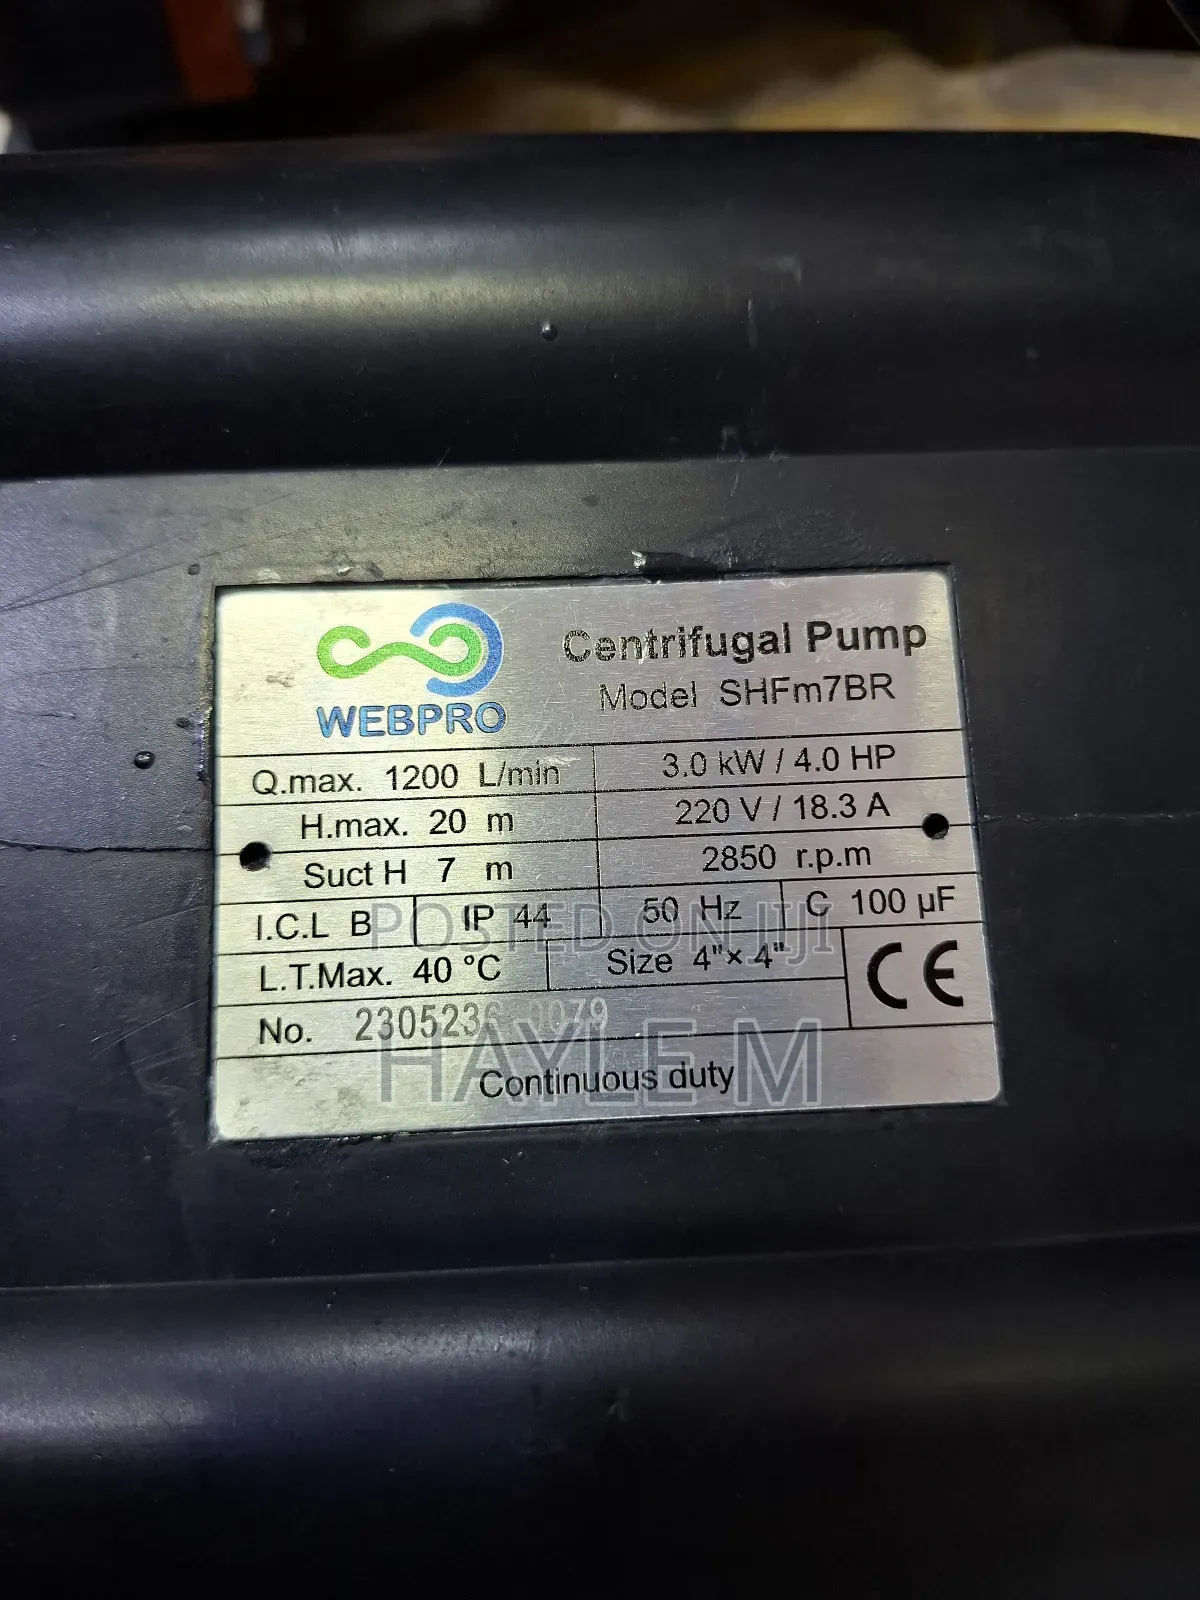 WEBPRO
Centrifugal Pump
Model SHFm7BR
Q.max. 1200 L/min 3.0 kW / 4.0 HP
H.max. 20 m 220 V / 18.3 A
Suct H 7 m 2850 r.p.m
I.C.L B IP 44 50 Hz C 100 µF
L.T.Max. 40 °C Size 4"× 4" CE
No. 2305236 0079
Continuous duty
POSTED ON JIJI
HAYLE M